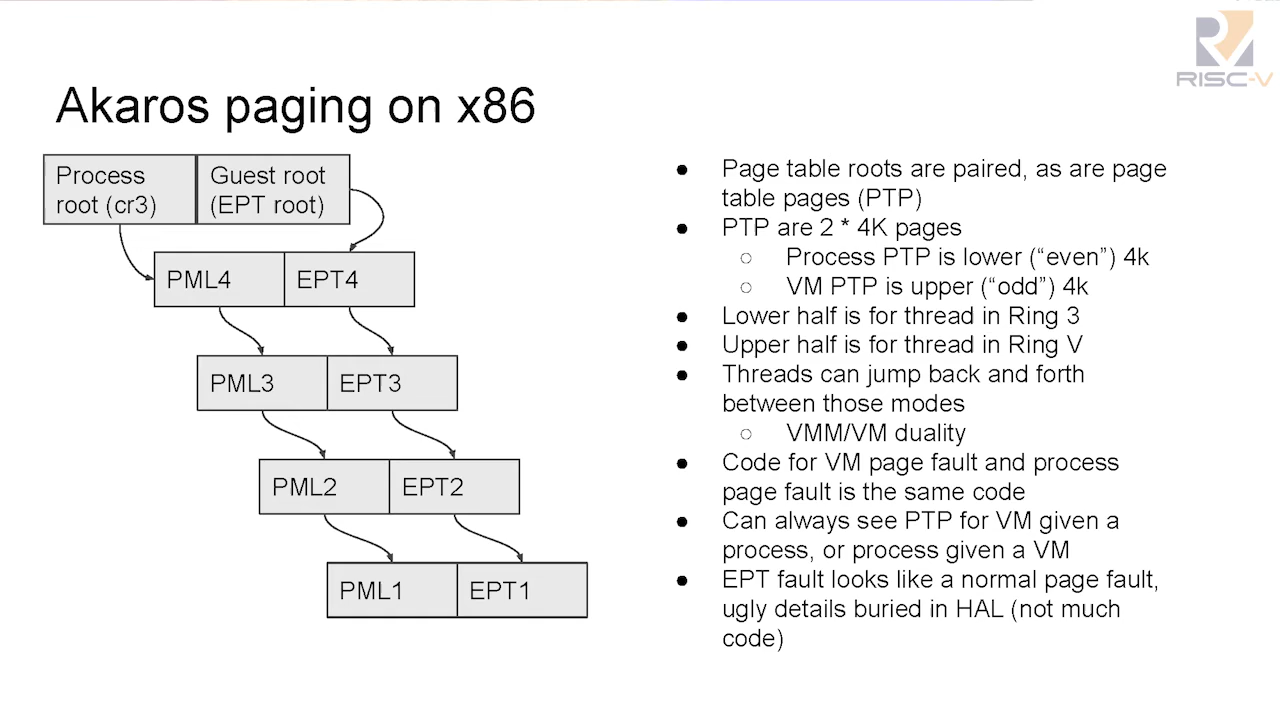 RISC-V
Akaros paging on x86
Process
root (cr3)
Guest root
(EPT root)
PML4
EPT4
PML3
EPT3
PML2
EPT2
PML1
EPT1
● Page table roots are paired, as are page
table pages (PTP)
● PTP are 2 * 4K pages
○ Process PTP is lower (“even”) 4k
○ VM PTP is upper (“odd”) 4k
● Lower half is for thread in Ring 3
● Upper half is for thread in Ring V
● Threads can jump back and forth
between those modes
○ VMM/VM duality
● Code for VM page fault and process
page fault is the same code
● Can always see PTP for VM given a
process, or process given a VM
● EPT fault looks like a normal page fault,
ugly details buried in HAL (not much
code)